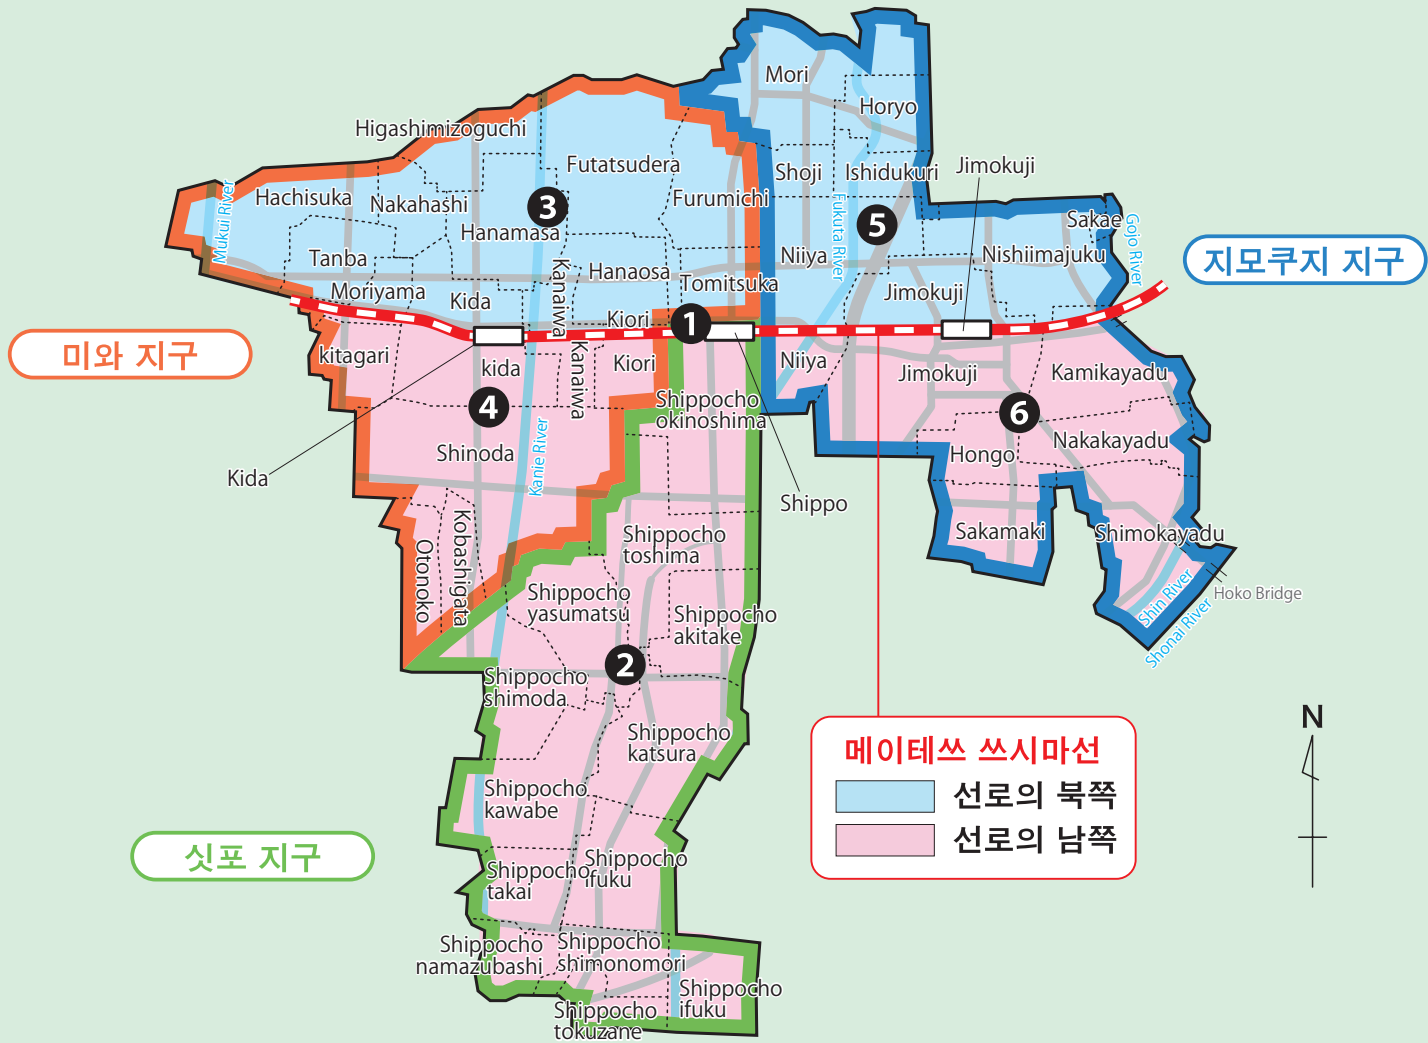 Mori
Horyo
Higashimizoguchi
Futatsudera
Shoji
Ishidukuri
Jimokuji
Hachisuka
Nakahashi
Furumichi
Mukui River
3
Hanamasa
Fukuta River
5
Sakae
Gojo River
Tanba
Hanaosa
Niiya
Nishiimajuku
지모쿠지 지구
Moriyama
Kida
Kanaiwa
Tomitsuka
Jimokuji
Kiori
1
미와 지구
kitagari
kida
Kanaiwa
Kiori
Niiya
Jimokuji
Kamikayadu
4
Shippocho
okinoshima
6
Shinoda
Kanie River
Hongo
Nakakayadu
Kida
Shippo
Otonoko
Kobashigata
Shippocho
toshima
Sakamaki
Shimokayadu
Shippocho
yasumatsu
Shippocho
akitake
Shin River
Shonai River
Hoko Bridge
2
Shippocho
shimoda
Shippocho
katsura
N
메이테쓰 쓰시마선
선로의 북쪽
선로의 남쪽
Shippocho
kawabe
싯포 지구
Shippocho
takai
Shippocho
ifuku
Shippocho
namazubashi
Shippocho
shimonomori
Shippocho
ifuku
Shippocho
tokuzane